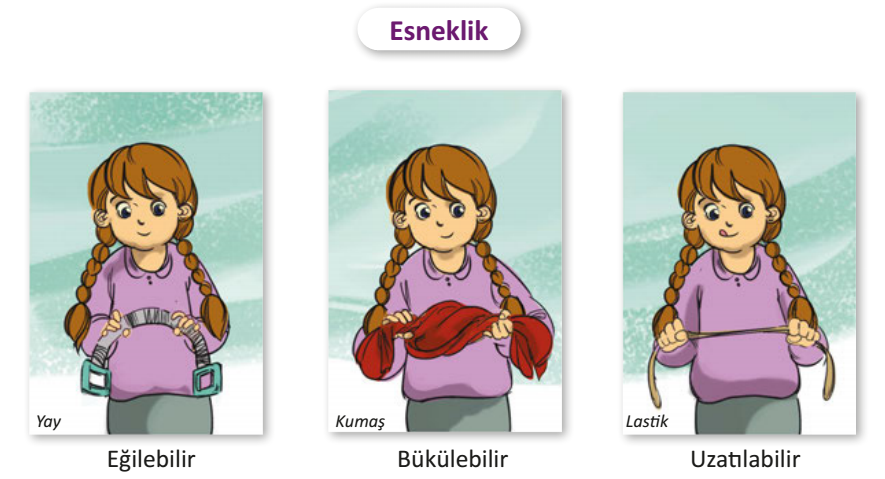 Esneklik
Yay
Kumaş
Lastik
Eğilebilir
Bükülebilir
Uzatılabilir